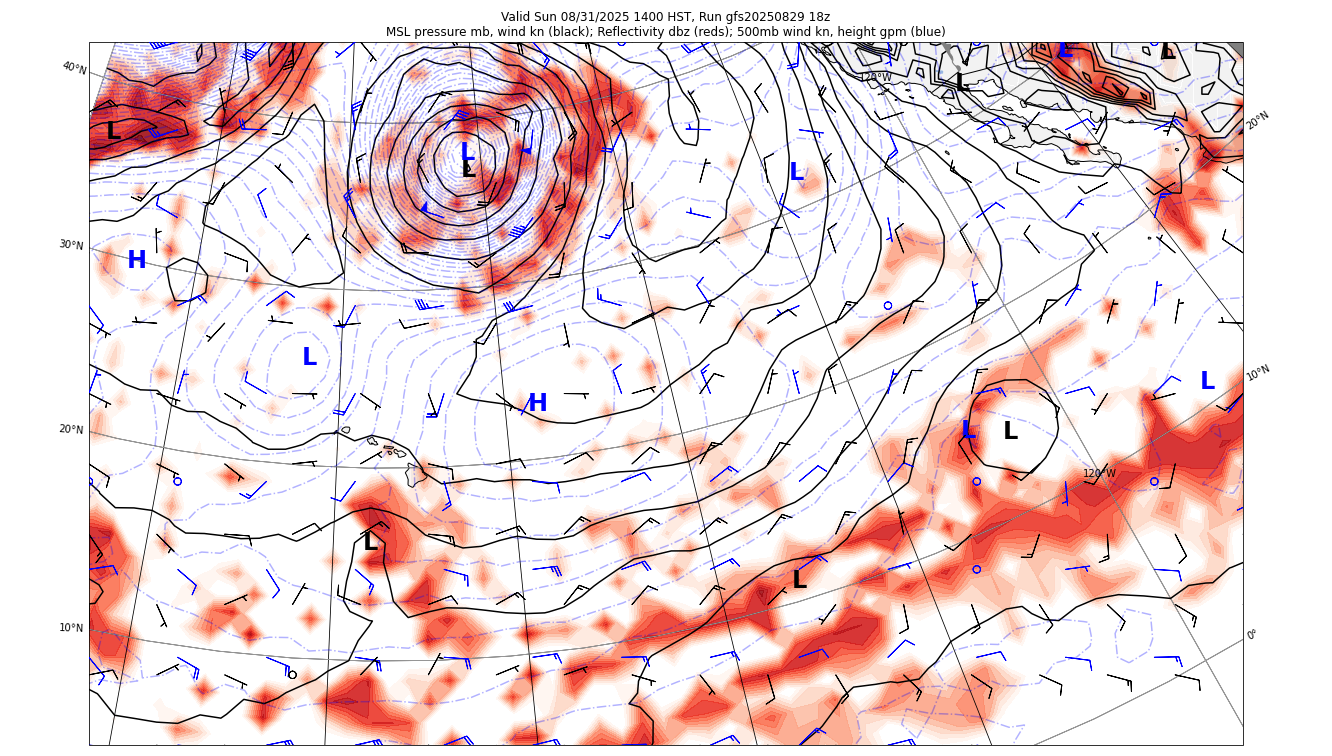 Valid Sun 08/31/2025 1400 HST, Run gfs20250829 18z
MSL pressure mb, wind kn (black); Reflectivity dbz (reds); 500mb wind kn, height gpm (blue)
L
L
40°N
120°W
L
20°N
L
L
L
L
30°N
H
L
10°N
L
H
20°N
L
L
120°W
L
L
10°N
0°